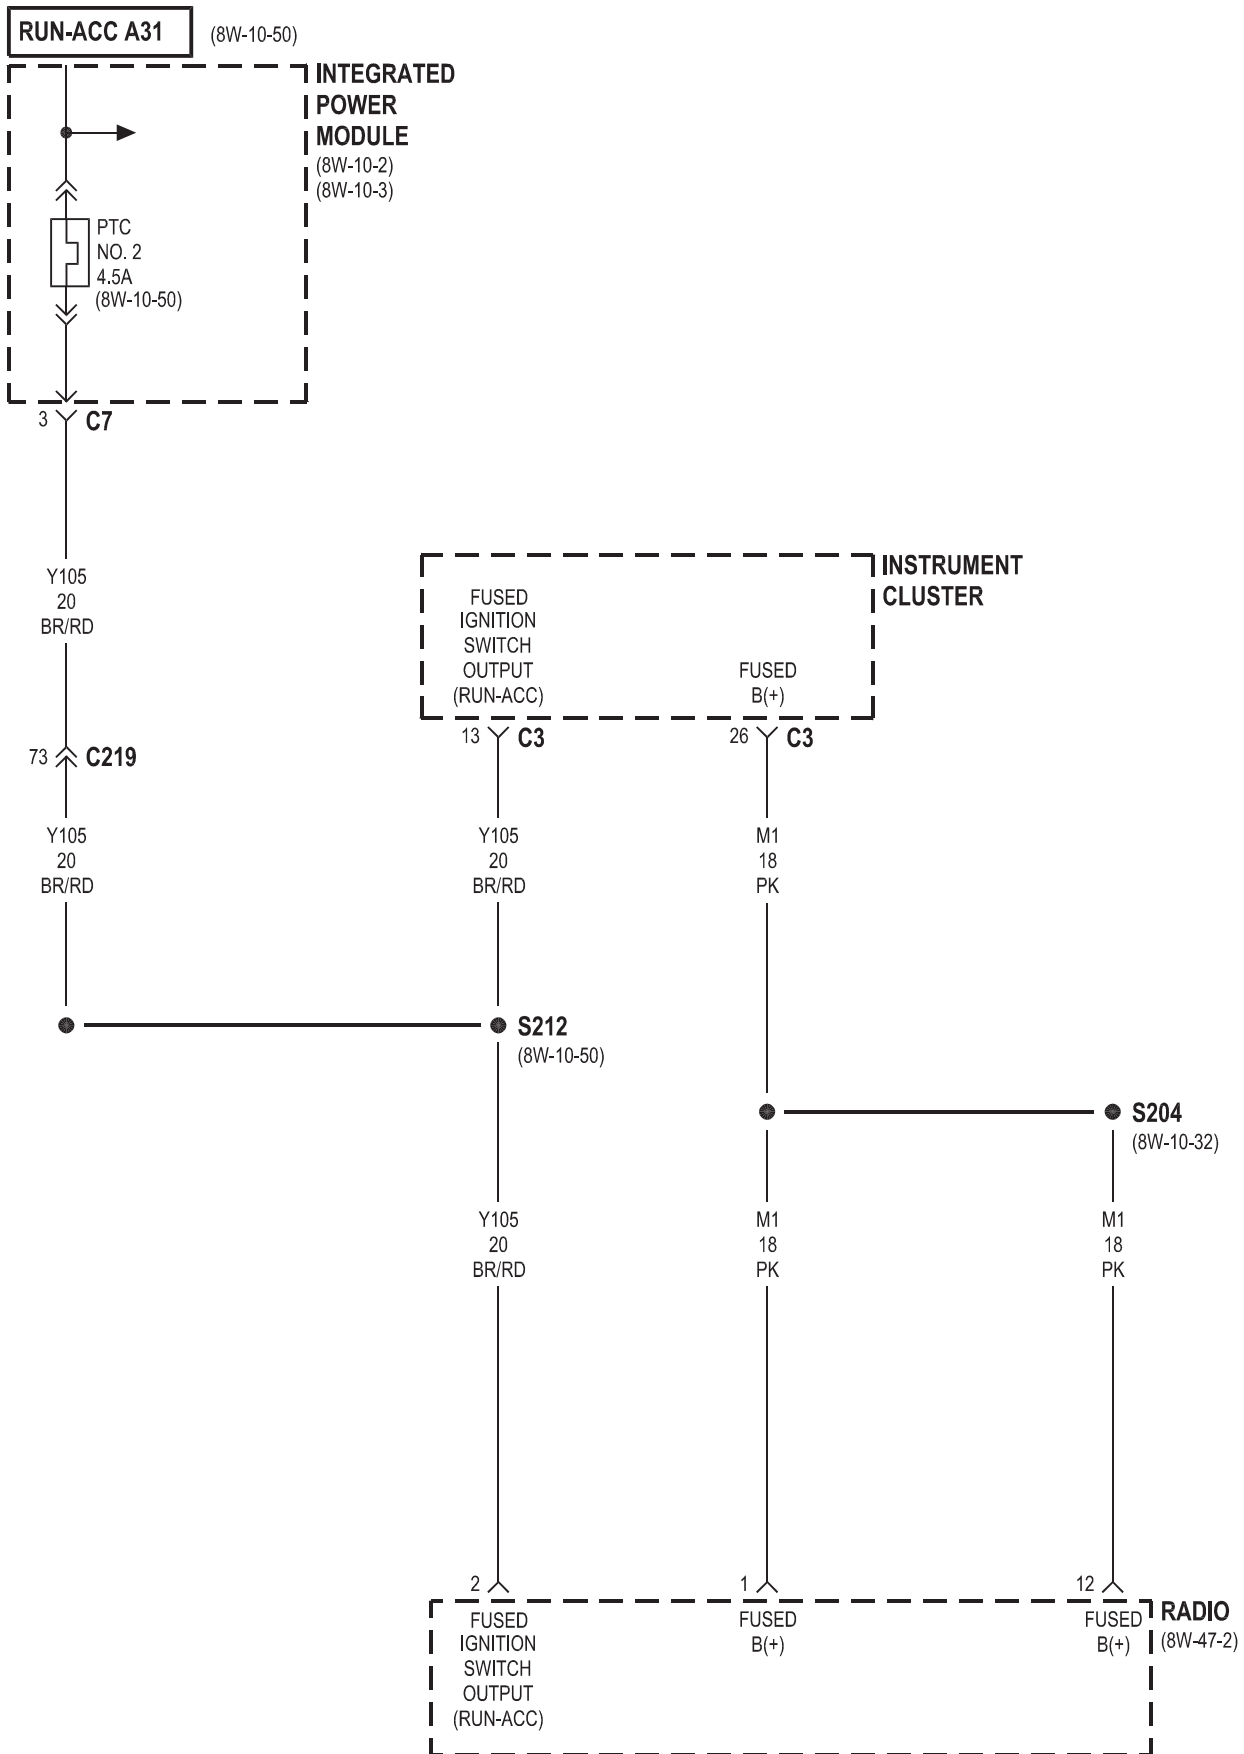 RUN-ACC A31 (8W-10-50)
INTEGRATED
POWER
MODULE
(8W-10-2)
(8W-10-3)
PTC
NO. 2
4.5A
(8W-10-50)
3 C7
Y105
20
BR/RD
INSTRUMENT
CLUSTER
FUSED
IGNITION
SWITCH
OUTPUT
(RUN-ACC)
FUSED
B(+)
13 C3
26 C3
73 C219
Y105
20
BR/RD
Y105
20
BR/RD
M1
18
PK
S212
(8W-10-50)
S204
(8W-10-32)
Y105
20
BR/RD
M1
18
PK
M1
18
PK
2
1
12
FUSED
IGNITION
SWITCH
OUTPUT
(RUN-ACC)
FUSED
B(+)
FUSED
B(+)
RADIO
(8W-47-2)